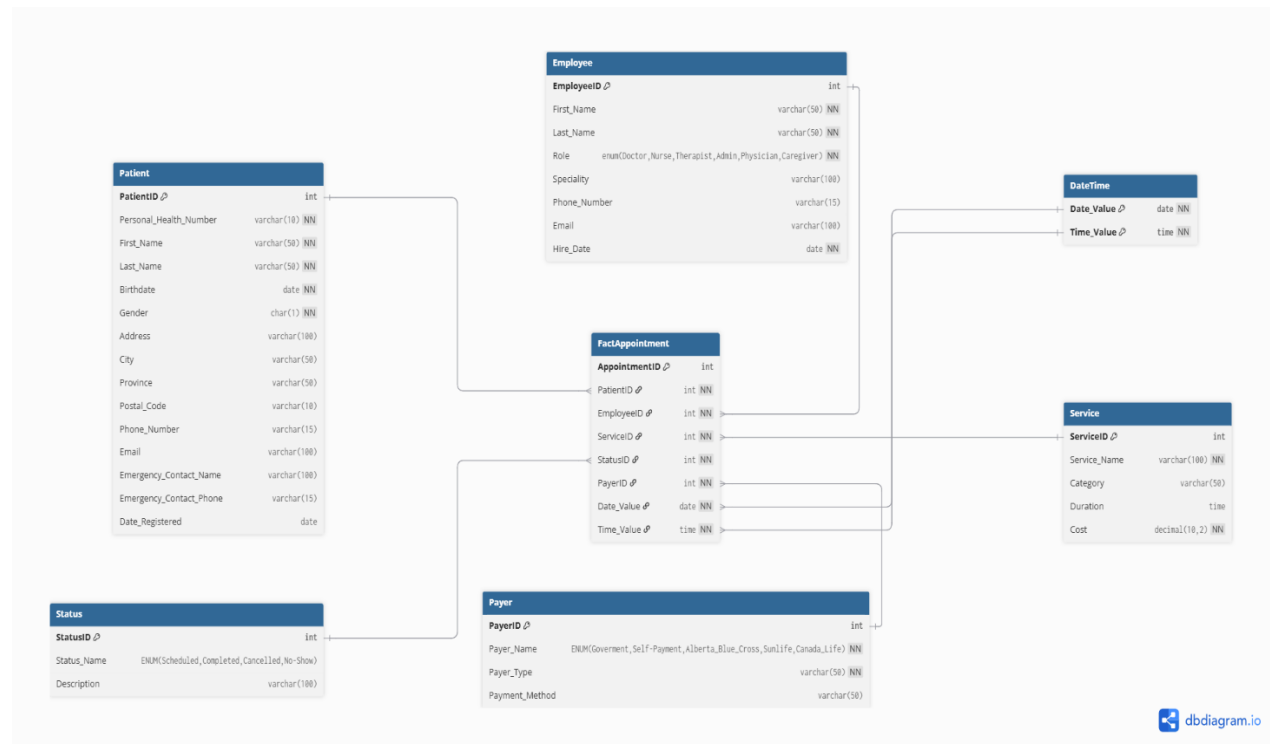 Employee
EmployeeID int
First_Name varchar(50) NN
Last_Name varchar(50) NN
Role enum(Doctor,Nurse,Therapist,Admin,Physician,Caregiver) NN
Speciality varchar(100)
Phone_Number varchar(15)
Email varchar(100)
Hire_Date date NN
Patient
PatientID int
Personal_Health_Number varchar(10) NN
First_Name varchar(50) NN
Last_Name varchar(50) NN
Birthdate date NN
Gender char(1) NN
Address varchar(100)
City varchar(50)
Province varchar(50)
Postal_Code varchar(10)
Phone_Number varchar(15)
Email varchar(100)
Emergency_Contact_Name varchar(100)
Emergency_Contact_Phone varchar(15)
Date_Registered date
DateTime
Date_Value date NN
Time_Value time NN
FactAppointment
AppointmentID int
PatientID int NN
EmployeeID int NN
ServiceID int NN
StatusID int NN
PayerID int NN
Date_Value date NN
Time_Value time NN
Service
ServiceID int
Service_Name varchar(100) NN
Category varchar(50)
Duration time
Cost decimal(10,2) NN
Status
StatusID int
Status_Name ENUM(Scheduled,Completed,Cancelled,No-Show)
Description varchar(100)
Payer
PayerID int
Payer_Name ENUM(Goverment,Self-Payment,Alberta_Blue_Cross,Sunlife,Canada_Life) NN
Payer_Type varchar(50) NN
Payment_Method varchar(50)
dbdiagram.io